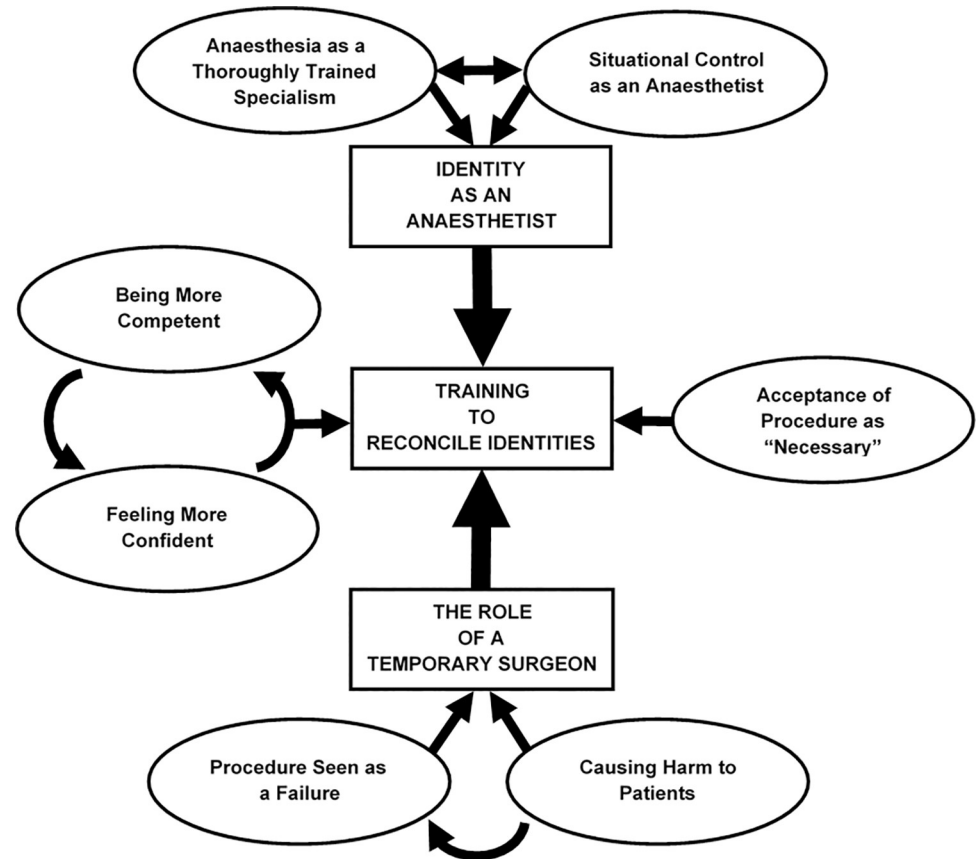 Anaesthesia as a
Thoroughly Trained
Specialism
Situational Control
as an Anaesthetist
IDENTITY
AS AN
ANAESTHETIST
Being More
Competent
TRAINING
TO
RECONCILE IDENTITIES
Acceptance of
Procedure as
“Necessary”
Feeling More
Confident
THE ROLE
OF A
TEMPORARY SURGEON
Procedure Seen as
a Failure
Causing Harm to
Patients